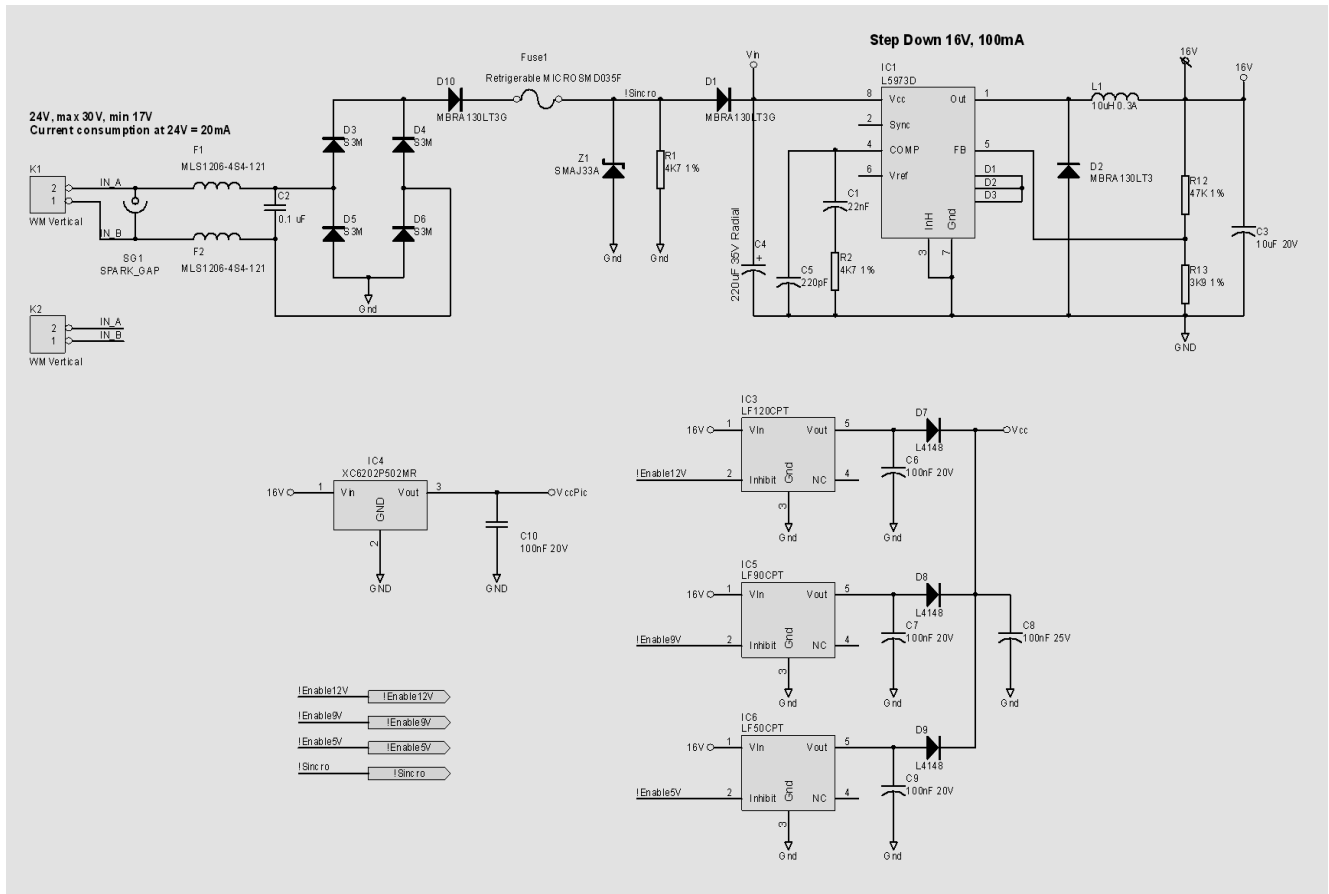 Step Down 16V, 100mA
24V, max 30V, min 17V
Current consumption at 24V = 20mA
K1
2
1
WM Vertical
IN_A
IN_B
SG1
SPARK_GAP
F1
MLS1206-4S4-121
F2
MLS1206-4S4-121
C2
0.1 uF
D3
S3M
D4
S3M
D5
S3M
D6
S3M
Gnd
K2
2
1
WM Vertical
IN_A
IN_B
D10
MBRA130LT3G
Fuse1
Retrigerable MICROSMD035F
!Sincro
Z1
SMAJ33A
Gnd
R1
4K7 1%
Gnd
D1
MBRA130LT3G
Vin
C4
+
220uF 35V Radial
C5
220pF
C1
22nF
R2
4K7 1%
IC1
L5973D
8
Vcc
Out
1
2
Sync
4
COMP
FB
5
6
Vref
D1
D2
D3
InH
Gnd
3
7
L1
10uH 0.3A
D2
MBRA130LT3
16V
16V
R12
47K 1%
R13
3K9 1%
C3
10uF 20V
GND
IC4
XC6202P502MR
16V
1
Vin
Vout
3
GND
2
GND
VccPic
C10
100nF 20V
GND
IC3
LF120CPT
16V
1
Vin
Vout
5
!Enable12V
2
Inhibit
Gnd
NC
4
3
Gnd
D7
L4148
C6
100nF 20V
Gnd
Vcc
IC5
LF90CPT
16V
1
Vin
Vout
5
!Enable9V
2
Inhibit
Gnd
NC
4
3
Gnd
D8
L4148
C7
100nF 20V
Gnd
C8
100nF 25V
Gnd
IC6
LF50CPT
16V
1
Vin
Vout
5
!Enable5V
2
Inhibit
Gnd
NC
4
3
Gnd
D9
L4148
C9
100nF 20V
Gnd
!Enable12V
!Enable12V
!Enable9V
!Enable9V
!Enable5V
!Enable5V
!Sincro
!Sincro